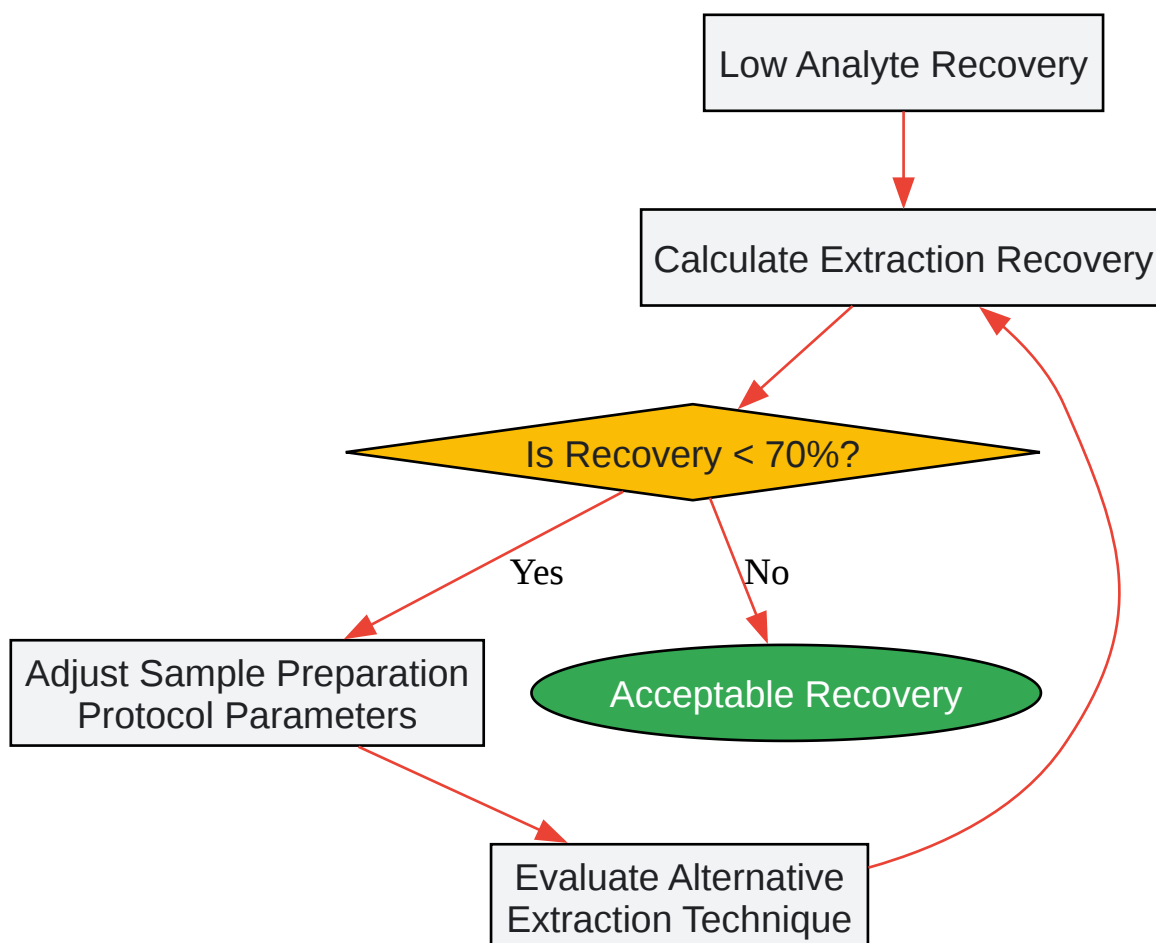 Low Analyte Recovery
Calculate Extraction Recovery
Is Recovery < 70%?
Yes
No
Adjust Sample Preparation
Protocol Parameters
Acceptable Recovery
Evaluate Alternative
Extraction Technique